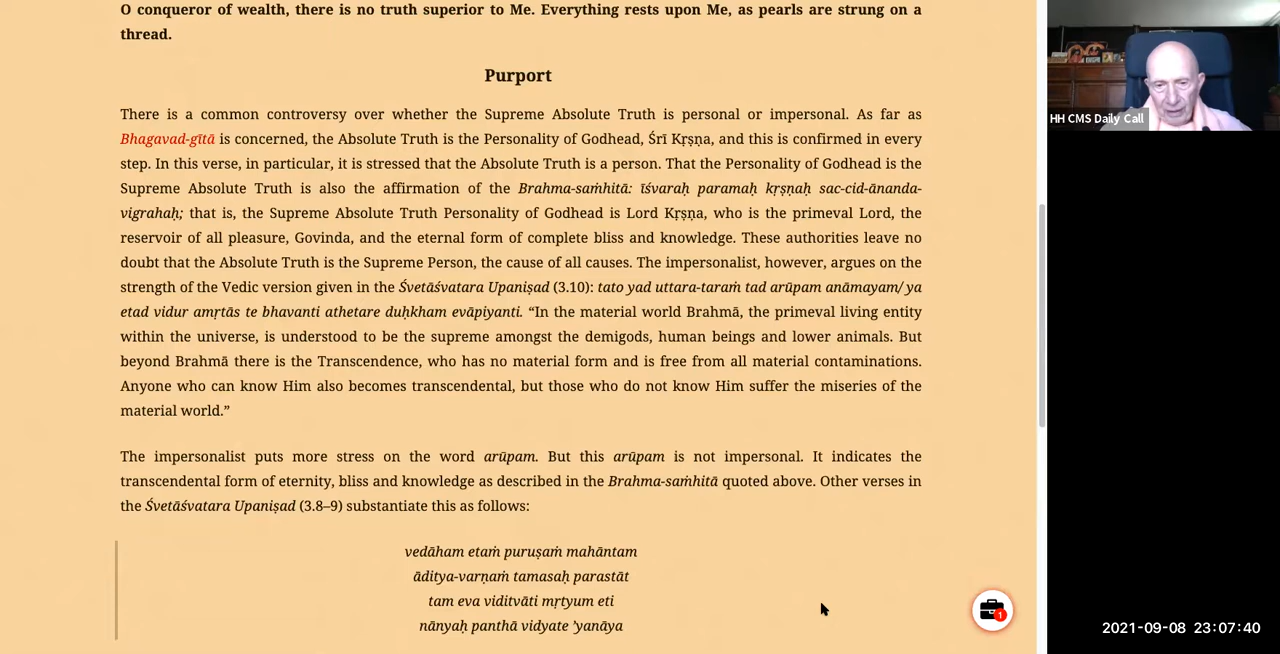 O conqueror of wealth, there is no truth superior to Me. Everything rests upon Me, as pearls are strung on a
thread.
Purport
There is a common controversy over whether the Supreme Absolute Truth is personal or impersonal. As far as
Bhagavad-gītā is concerned, the Absolute Truth is the Personality of Godhead, Śrī Kṛṣṇa, and this is confirmed in every
step. In this verse, in particular, it is stressed that the Absolute Truth is a person. That the Personality of Godhead is the
Supreme Absolute Truth is also the affirmation of the Brahma-saṁhitā: īśvaraḥ paramaḥ kṛṣṇaḥ sac-cid-ānanda-
vigrahaḥ; that is, the Supreme Absolute Truth Personality of Godhead is Lord Kṛṣṇa, who is the primeval Lord, the
reservoir of all pleasure, Govinda, and the eternal form of complete bliss and knowledge. These authorities leave no
doubt that the Absolute Truth is the Supreme Person, the cause of all causes. The impersonalist, however, argues on the
strength of the Vedic version given in the Śvetāśvatara Upaniṣad (3.10): tato yad uttara-taraṁ tad arūpam anāmayam/ ya
etad vidur amṛtās te bhavanti athetare duḥkham evāpiyanti. “In the material world Brahmā, the primeval living entity
within the universe, is understood to be the supreme amongst the demigods, human beings and lower animals. But
beyond Brahmā there is the Transcendence, who has no material form and is free from all material contaminations.
Anyone who can know Him also becomes transcendental, but those who do not know Him suffer the miseries of the
material world.”
The impersonalist puts more stress on the word arūpam. But this arūpam is not impersonal. It indicates the
transcendental form of eternity, bliss and knowledge as described in the Brahma-saṁhitā quoted above. Other verses in
the Śvetāśvatara Upaniṣad (3.8–9) substantiate this as follows:
vedāham etaṁ puruṣaṁ mahāntam
āditya-varṇaṁ tamasaḥ parastāt
tam eva viditvāti mṛtyum eti
nānyaḥ panthā vidyate ’yanāya
1
HH CMS Daily Call
2021-09-08 23:07:40